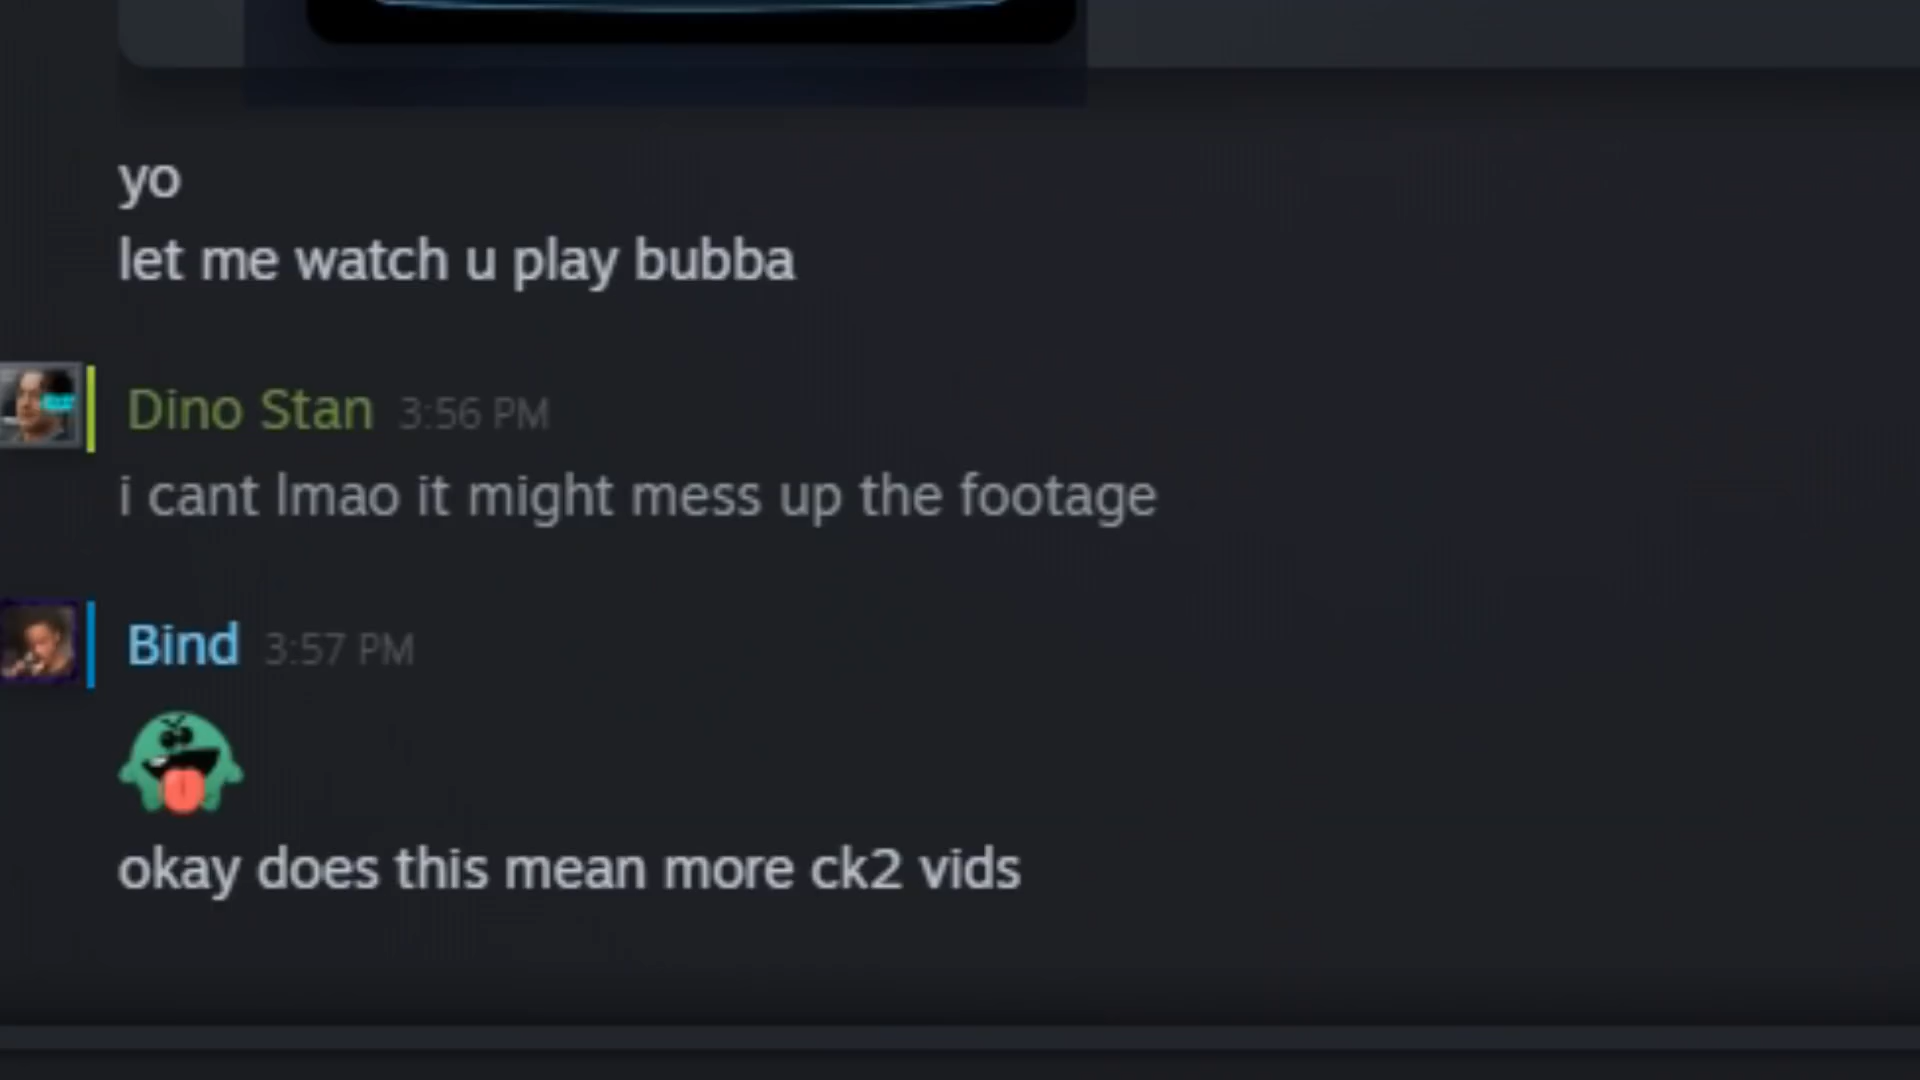 yo
let me watch u play bubba
Dino Stan 3:56 PM
i cant lmao it might mess up the footage
Bind 3:57 PM
okay does this mean more ck2 vids